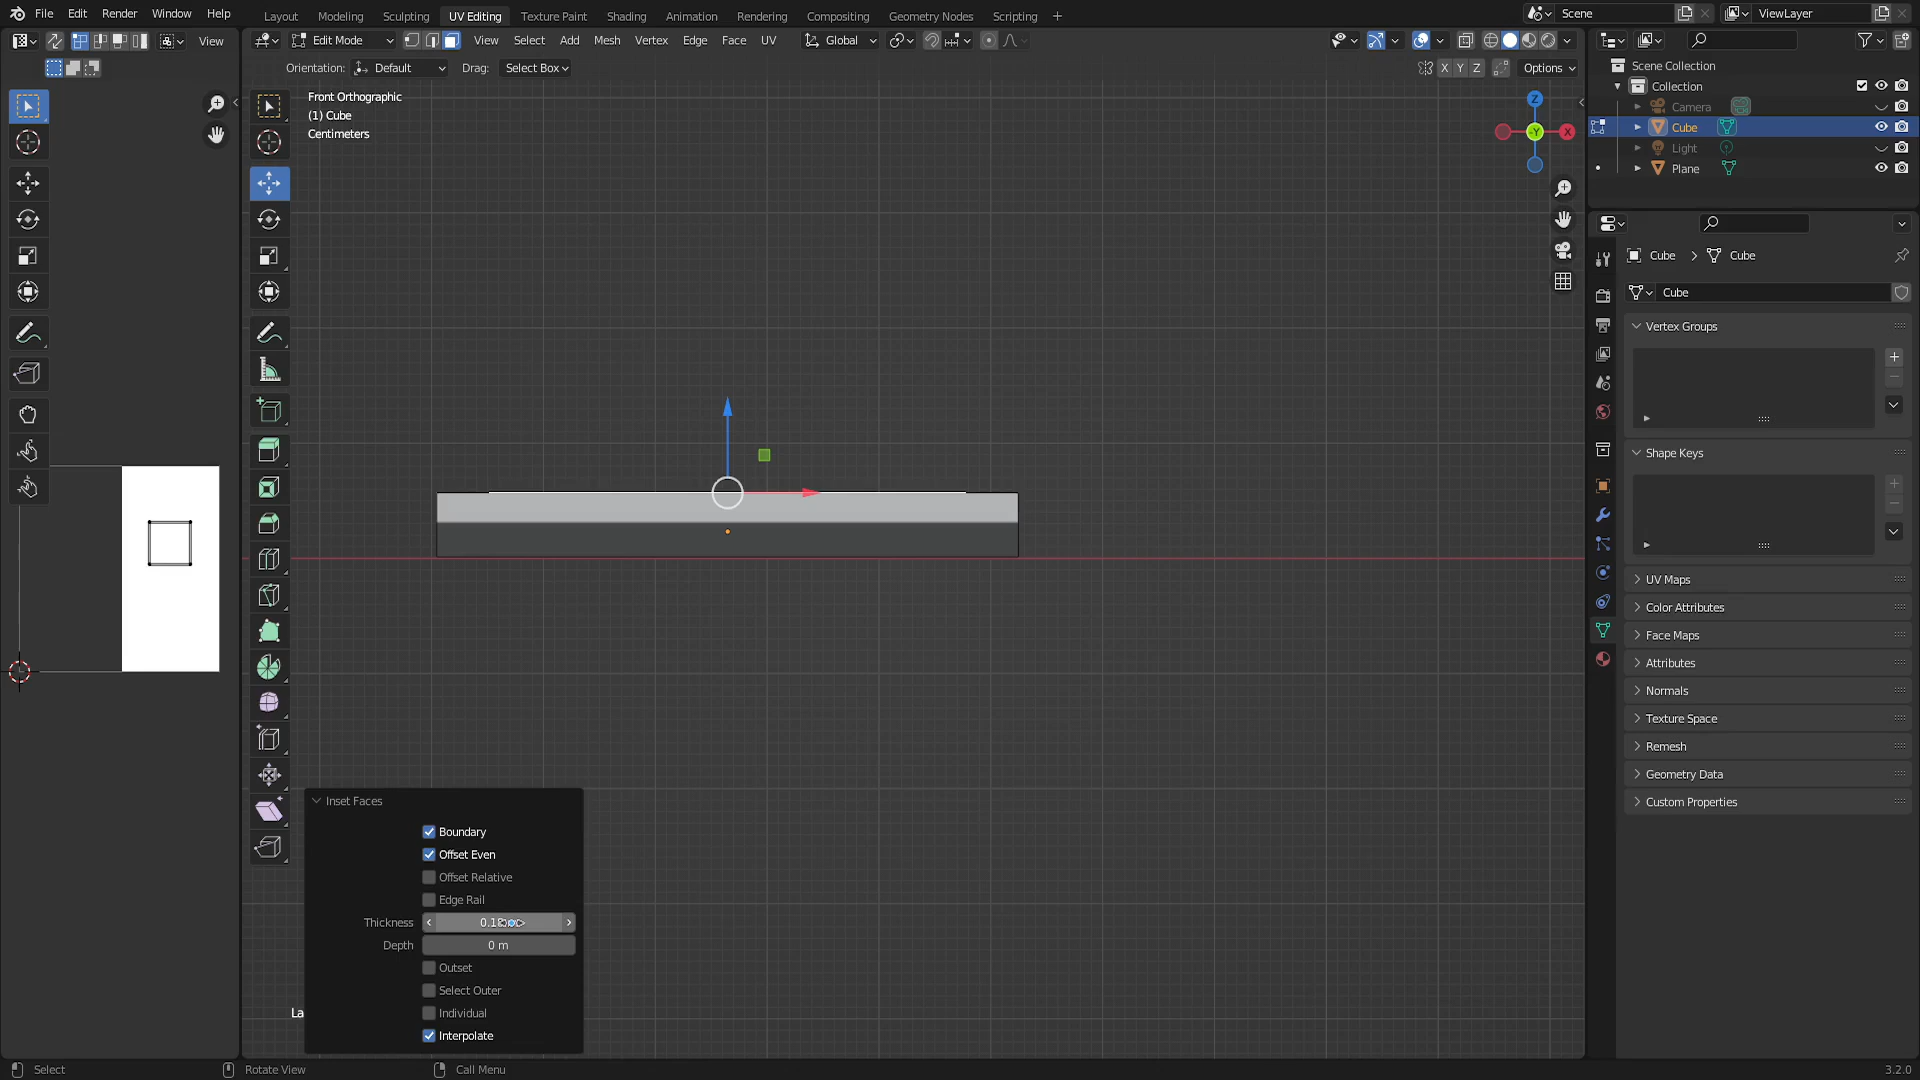 File Edit Render Window Help
Layout Modeling Sculpting UV Editing Texture Paint Shading Animation Rendering Compositing Geometry Nodes Scripting +
Scene
ViewLayer
View
Edit Mode
View Select Add Mesh Vertex Edge Face UV
Global
Orientation: Default Drag: Select Box
X Y Z
Options
Front Orthographic
(1) Cube
Centimeters
Z
-Y
X
Scene Collection
Collection
Camera
Cube
Light
Plane
Cube > Cube
Cube
Vertex Groups
Shape Keys
UV Maps
Color Attributes
Face Maps
Attributes
Normals
Texture Space
Remesh
Geometry Data
Custom Properties
Inset Faces
Boundary
Offset Even
Offset Relative
Edge Rail
Thickness
Depth 0 m
Outset
Select Outer
La
Individual
Interpolate
Select
Rotate View
Call Menu
3.2.0